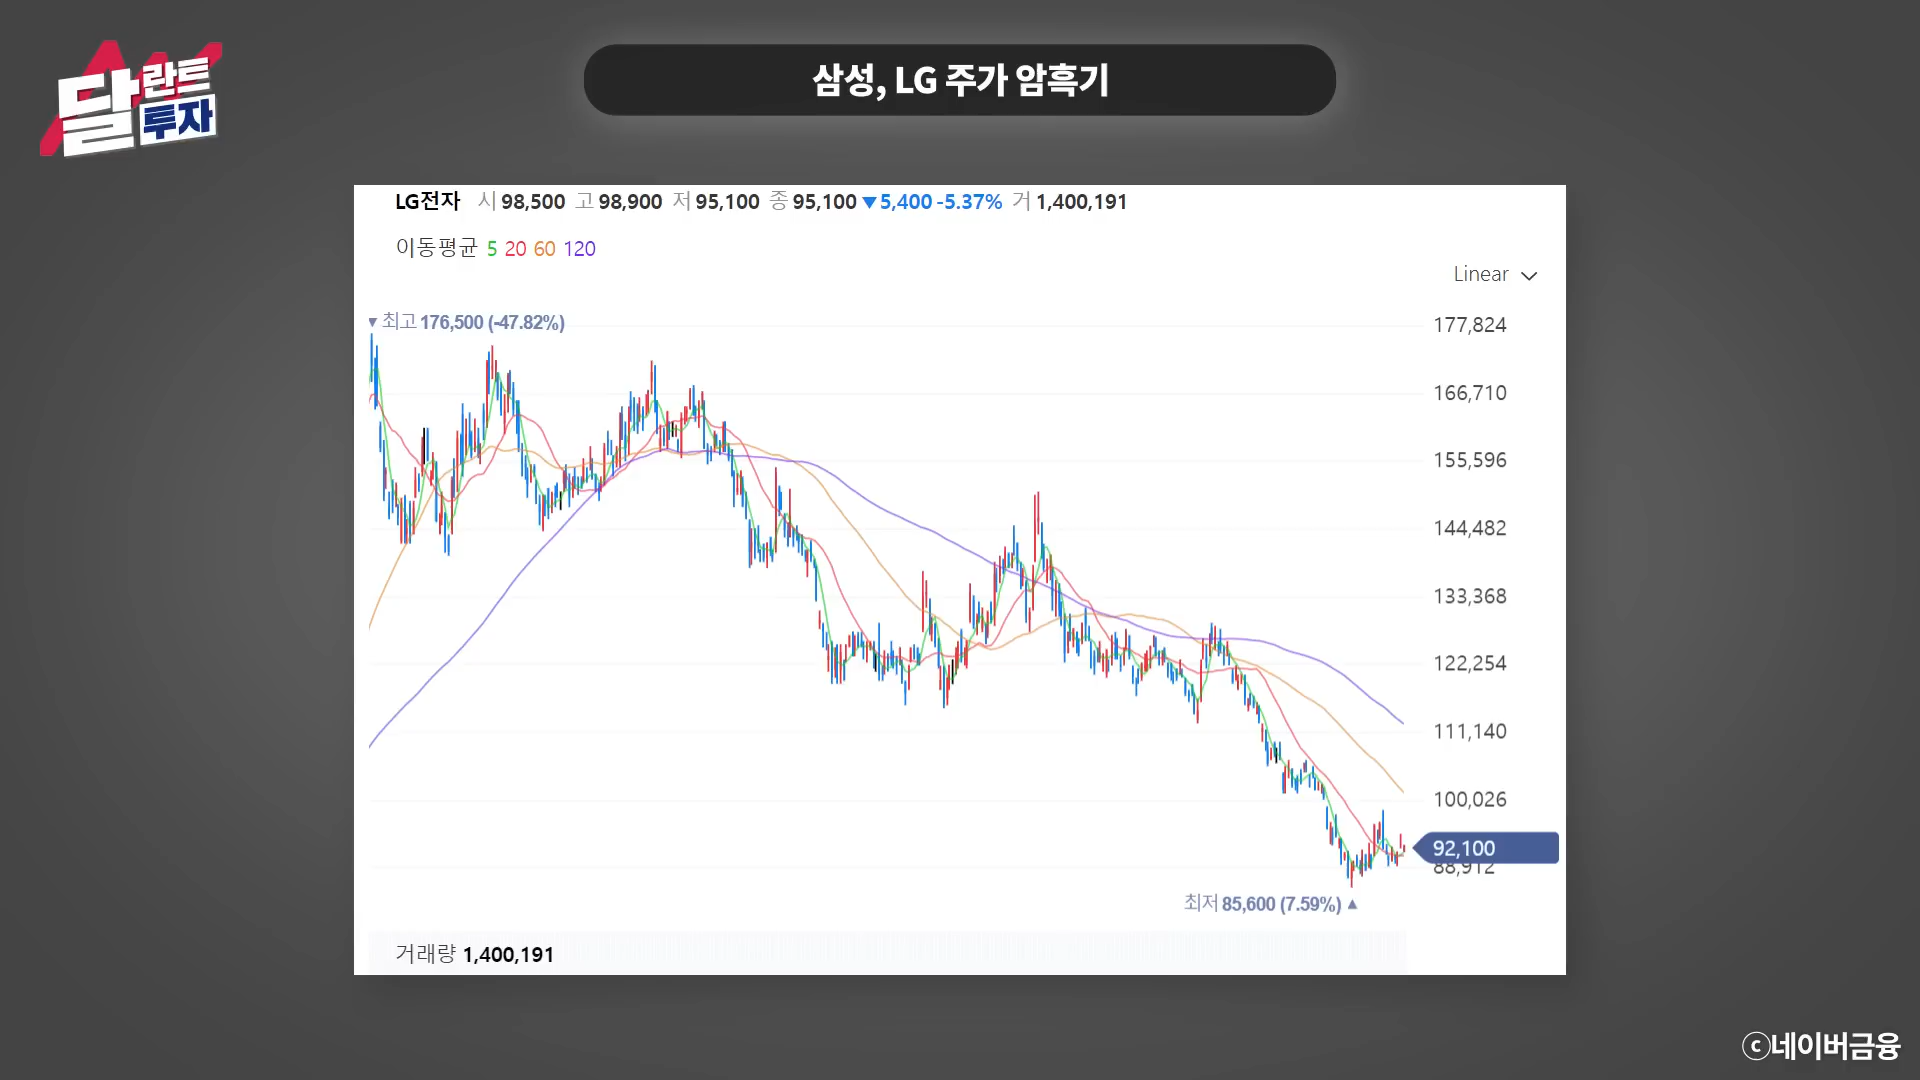 달란트투자
삼성, LG 주가 암흑기
LG전자 시 98,500 고 98,900 저 95,100 종 95,100 ▼5,400 -5.37% 거 1,400,191
이동평균 5 20 60 120
Linear
▼최고 176,500 (-47.82%)
177,824
166,710
155,596
144,482
133,368
122,254
111,140
100,026
92,100
88,912
최저 85,600 (7.59%) ▲
거래량 1,400,191
ⓒ네이버금융